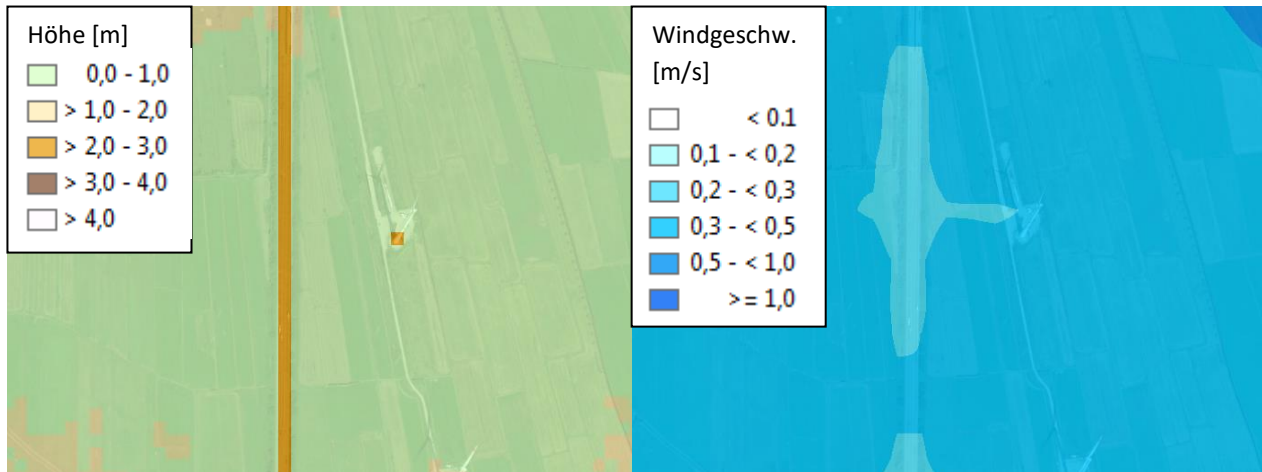 Höhe [m]
0,0 - 1,0
> 1,0 - 2,0
> 2,0 - 3,0
> 3,0 - 4,0
> 4,0
Windgeschw.
[m/s]
< 0.1
0,1 - < 0,2
0,2 - < 0,3
0,3 - < 0,5
0,5 - < 1,0
>= 1,0